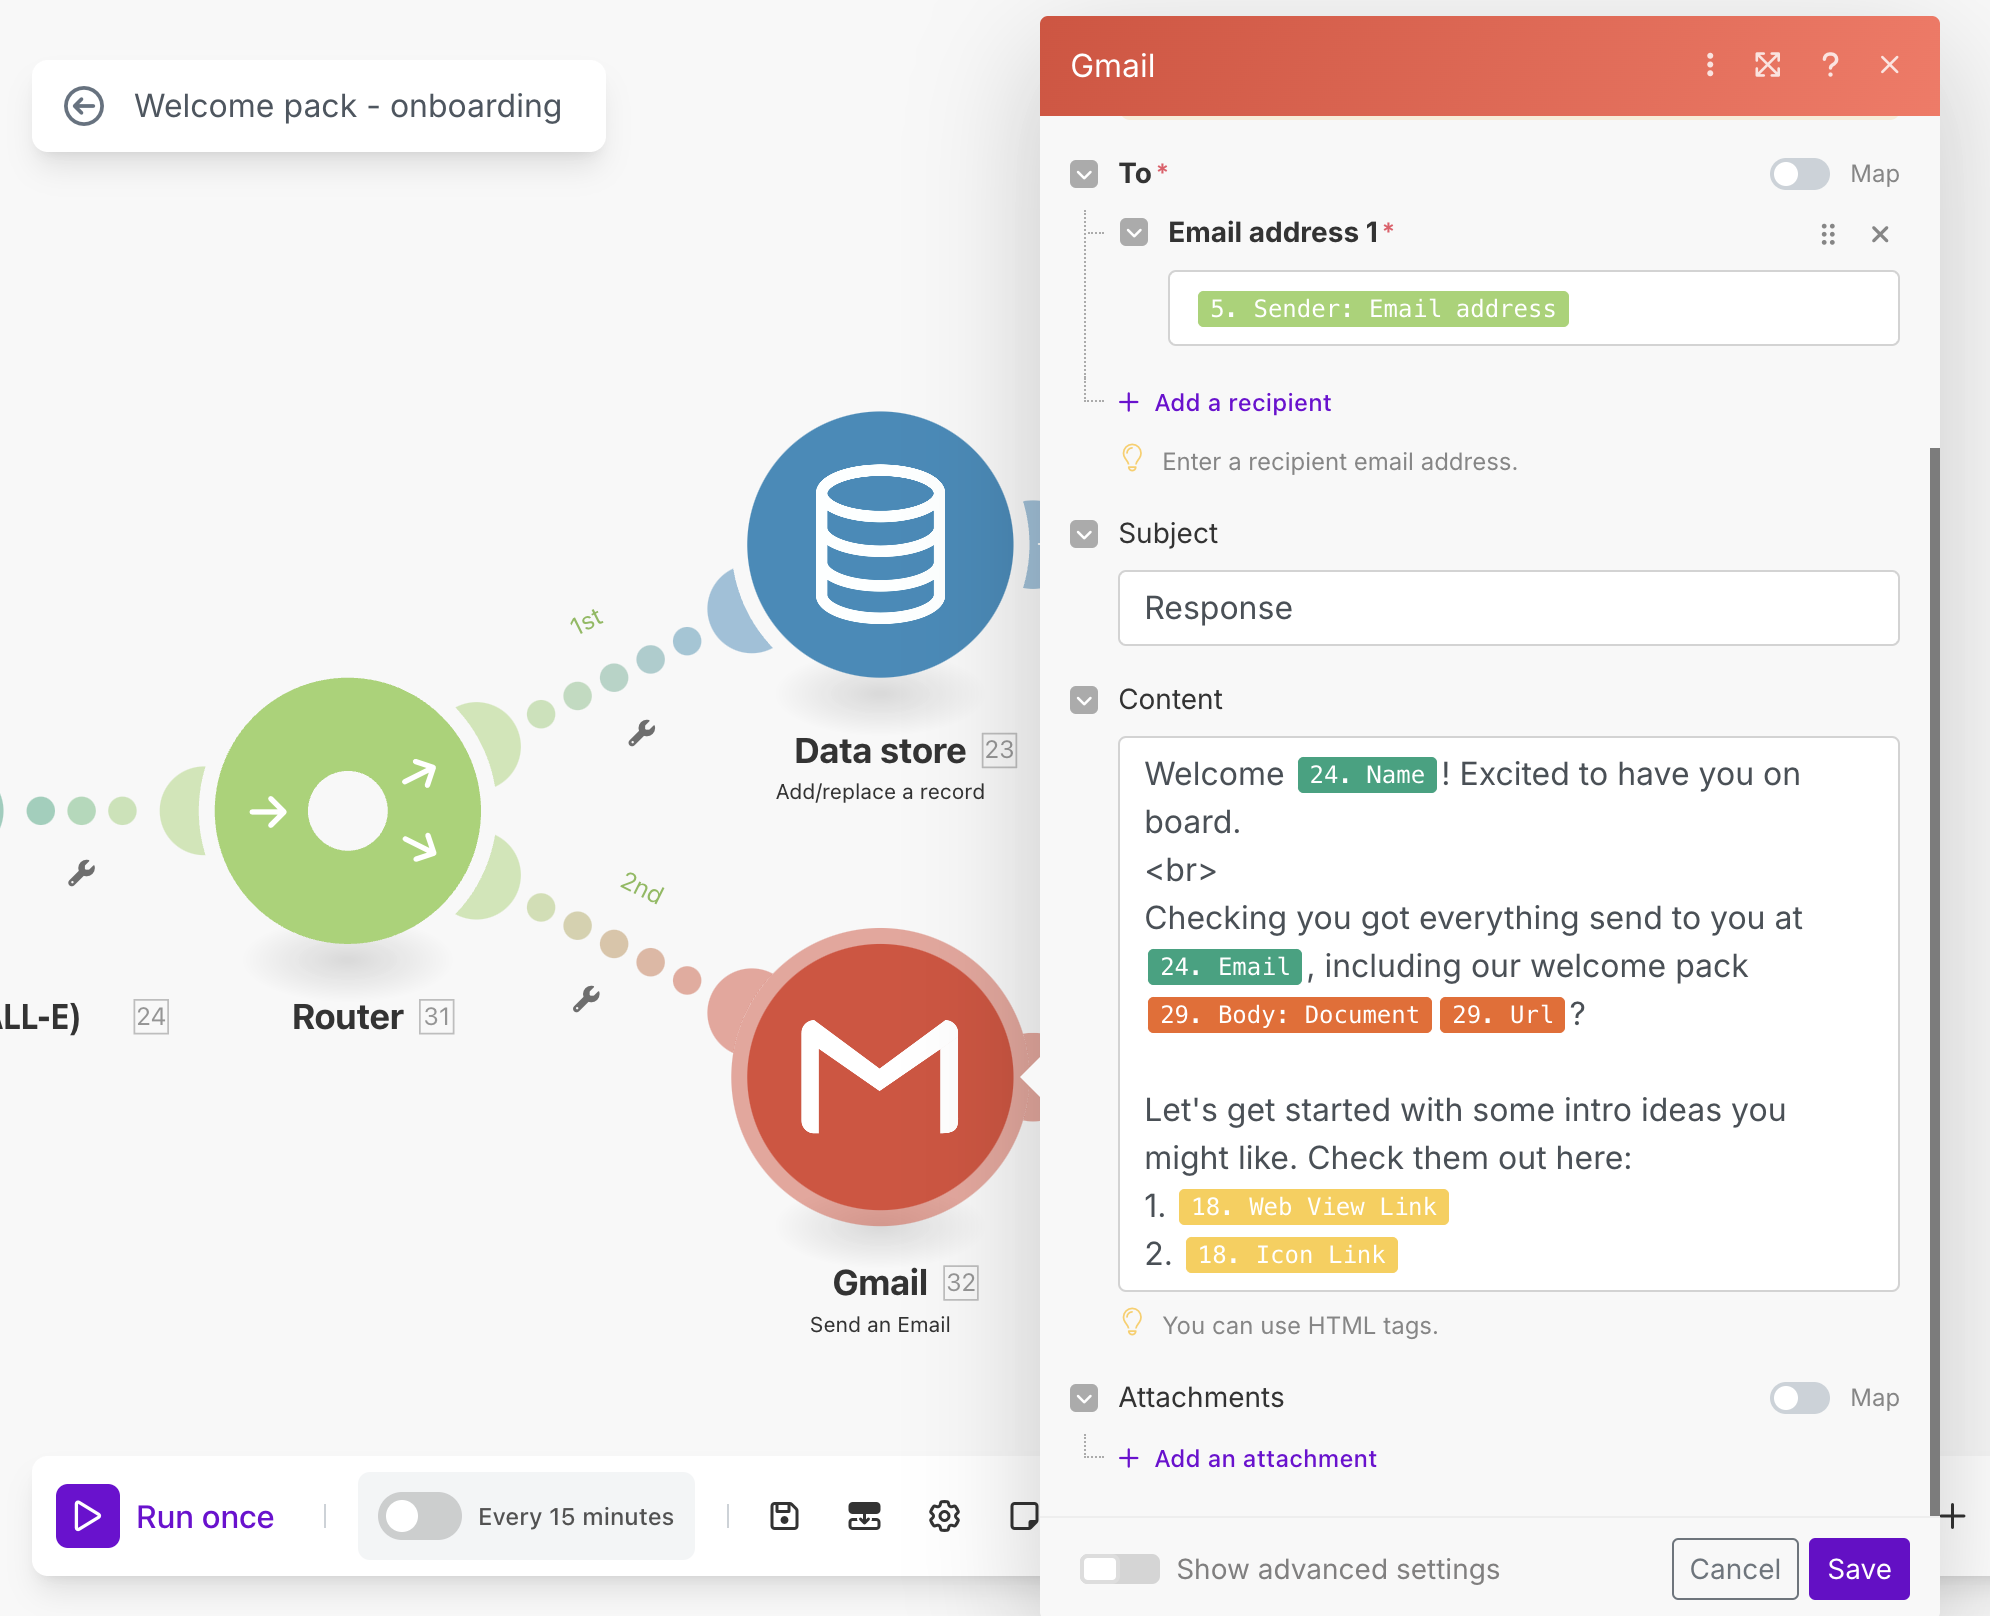 Welcome pack - onboarding
1st
Data store 23
Add/replace a record
2nd
LL-E) 24
Router 31
Gmail 32
Send an Email
Run once
Every 15 minutes
Gmail
To *
Map
Email address 1 *
5. Sender: Email address
+ Add a recipient
Enter a recipient email address.
Subject
Response
Content
Welcome 24. Name ! Excited to have you on
board.
<br>
Checking you got everything send to you at
24. Email , including our welcome pack
29. Body: Document 29. Url ?
Let's get started with some intro ideas you
might like. Check them out here:
1. 18. Web View Link
2. 18. Icon Link
You can use HTML tags.
Attachments
Map
+ Add an attachment
Show advanced settings
Cancel
Save